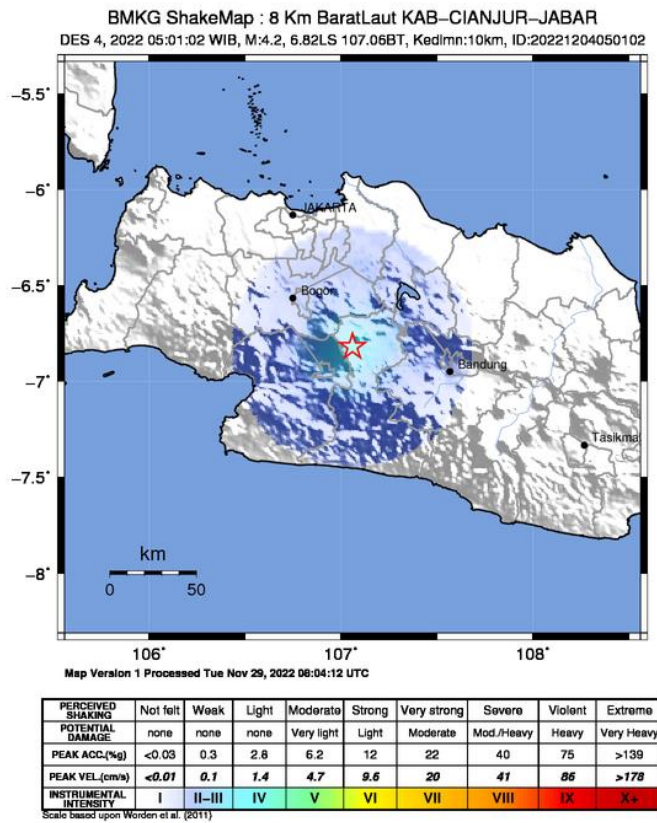 BMKG ShakeMap : 8 Km BaratLaut KAB-CIANJUR-JABAR
DES 4, 2022 05:01:02 WIB, M:4.2, 6.82LS 107.06BT, Kedlmn:10km, ID:20221204050102
-5.5°
-6°
JAKARTA
-6.5°
Bogor
-7°
Bandung
Tasikma
-7.5°
km
-8°
0 50
106° 107° 108°
Map Version 1 Processed Tue Nov 29, 2022 08:04:12 UTC
PERCEIVED SHAKING Not felt Weak Light Moderate Strong Very strong Severe Violent Extreme
POTENTIAL DAMAGE none none none Very light Light Moderate Mod./Heavy Heavy Very Heavy
PEAK ACC.(%g) <0.03 0.3 2.8 6.2 12 22 40 75 >139
PEAK VEL.(cm/s) <0.01 0.1 1.4 4.7 9.6 20 41 86 >178
INSTRUMENTAL INTENSITY I II-III IV V VI VII VIII IX X+
Scale based upon Worden et al. (2011)